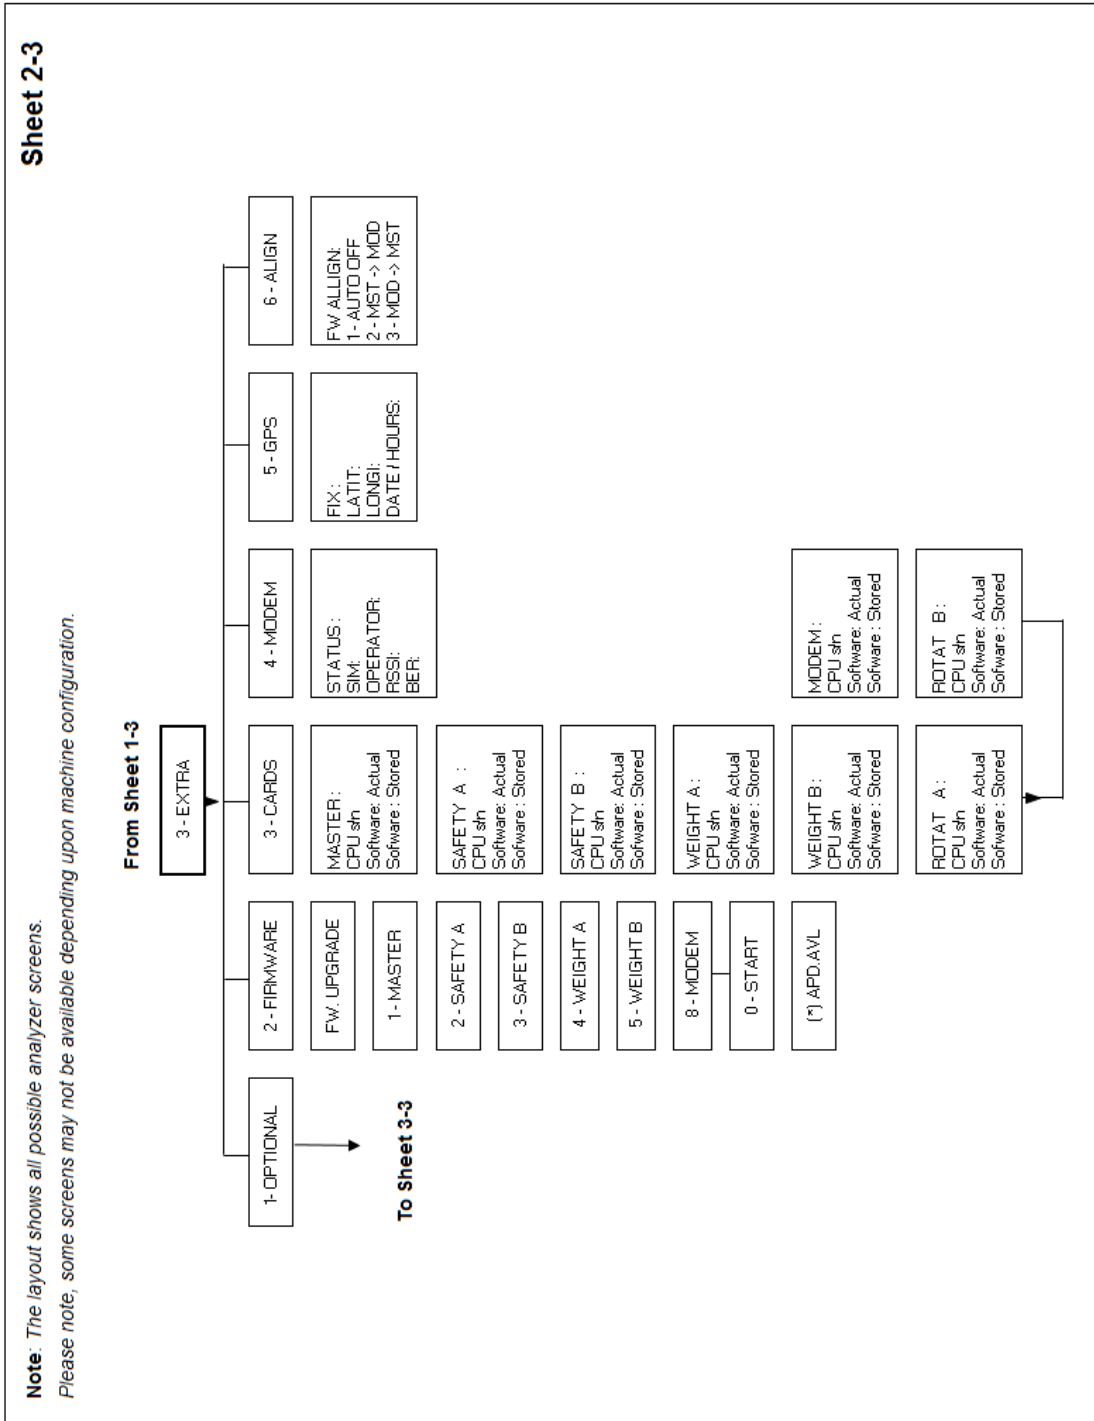 Sheet 2-3
Note: The layout shows all possible analyzer screens.
Please note, some screens may not be available depending upon machine configuration.
From Sheet 1-3
3 - EXTRA
1- OPTIONAL
To Sheet 3-3
2 - FIRMWARE
FW. UPGRADE
1 - MASTER
2 - SAFETY A
3 - SAFETY B
4 - WEIGHT A
5 - WEIGHT B
8 - MODEM
0 - START
(*) APD.AVL
3 - CARDS
MASTER :
CPU s/n
Software: Actual
Sofware : Stored
SAFETY A :
CPU s/n
Software: Actual
Sofware : Stored
SAFETY B :
CPU s/n
Software: Actual
Sofware : Stored
WEIGHT A :
CPU s/n
Software: Actual
Sofware : Stored
WEIGHT B :
CPU s/n
Software: Actual
Sofware : Stored
ROTAT A :
CPU s/n
Software: Actual
Sofware : Stored
MODEM :
CPU s/n
Software: Actual
Sofware : Stored
ROTAT B :
CPU s/n
Software: Actual
Sofware : Stored
4 - MODEM
STATUS :
SIM:
OPERATOR:
RSSI:
BER:
5 - GPS
FIX :
LATIT:
LONGI:
DATE / HOURS:
6 - ALIGN
FW ALLIGN:
1 - AUTO OFF
2 - MST -> MOD
3 - MOD -> MST